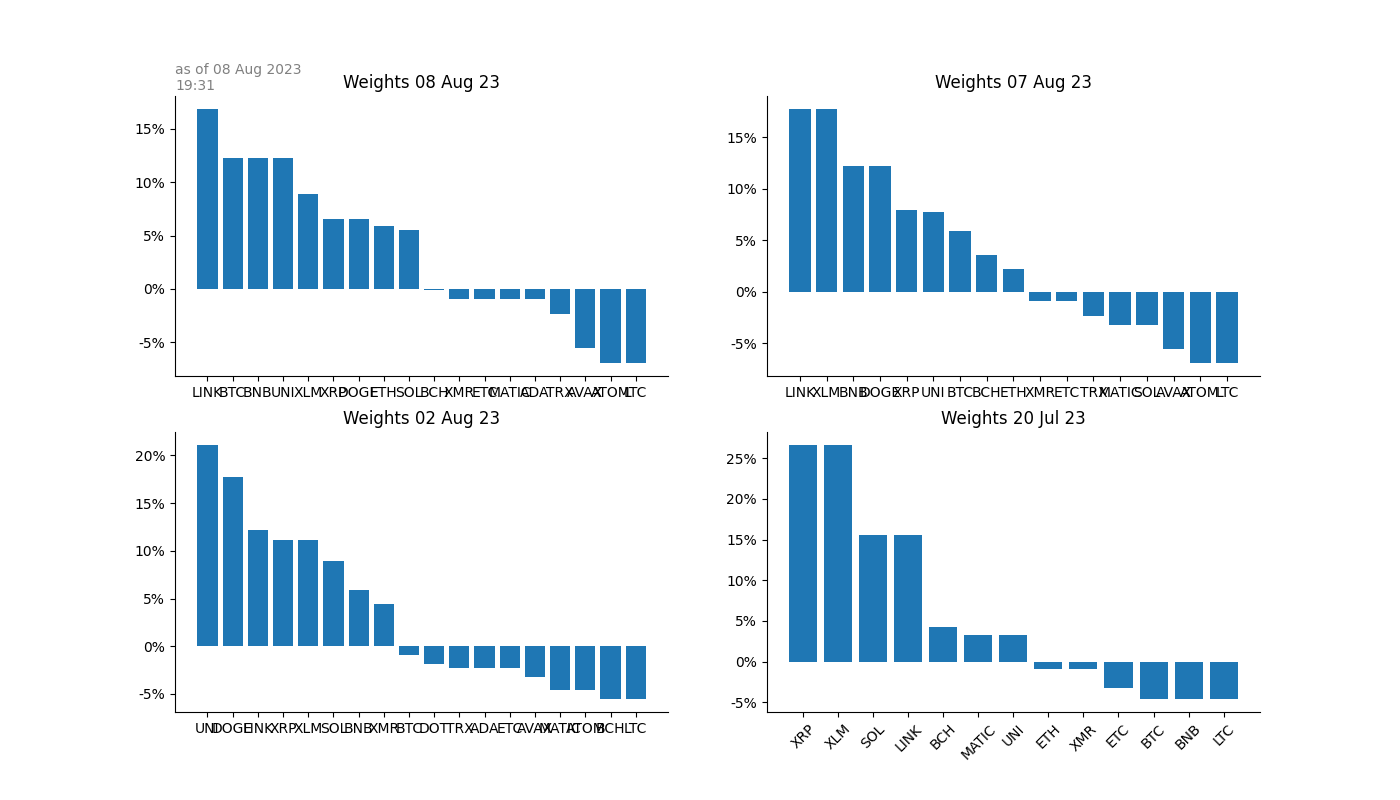 as of 08 Aug 2023
19:31
Weights 08 Aug 23
15%
10%
5%
0%
-5%
LINK BTC BNB UNI XLM XRP DOGE ETH SOL BCH XMR ETC MATIC ADA TRX AVAX ATOM LTC
Weights 07 Aug 23
15%
10%
5%
0%
-5%
LINK XLM BNB DOGE XRP UNI BTC BCH ETH XMR ETC TRX MATIC SOL AVAX ATOM LTC
Weights 02 Aug 23
20%
15%
10%
5%
0%
-5%
UNI DOGE LINK XRP XLM SOL BNB XMR BTC DOT TRX ADA ETC AVAX MATIC ATOM BCH LTC
Weights 20 Jul 23
25%
20%
15%
10%
5%
0%
-5%
XRP XLM SOL LINK BCH MATIC UNI ETH XMR ETC BTC BNB LTC